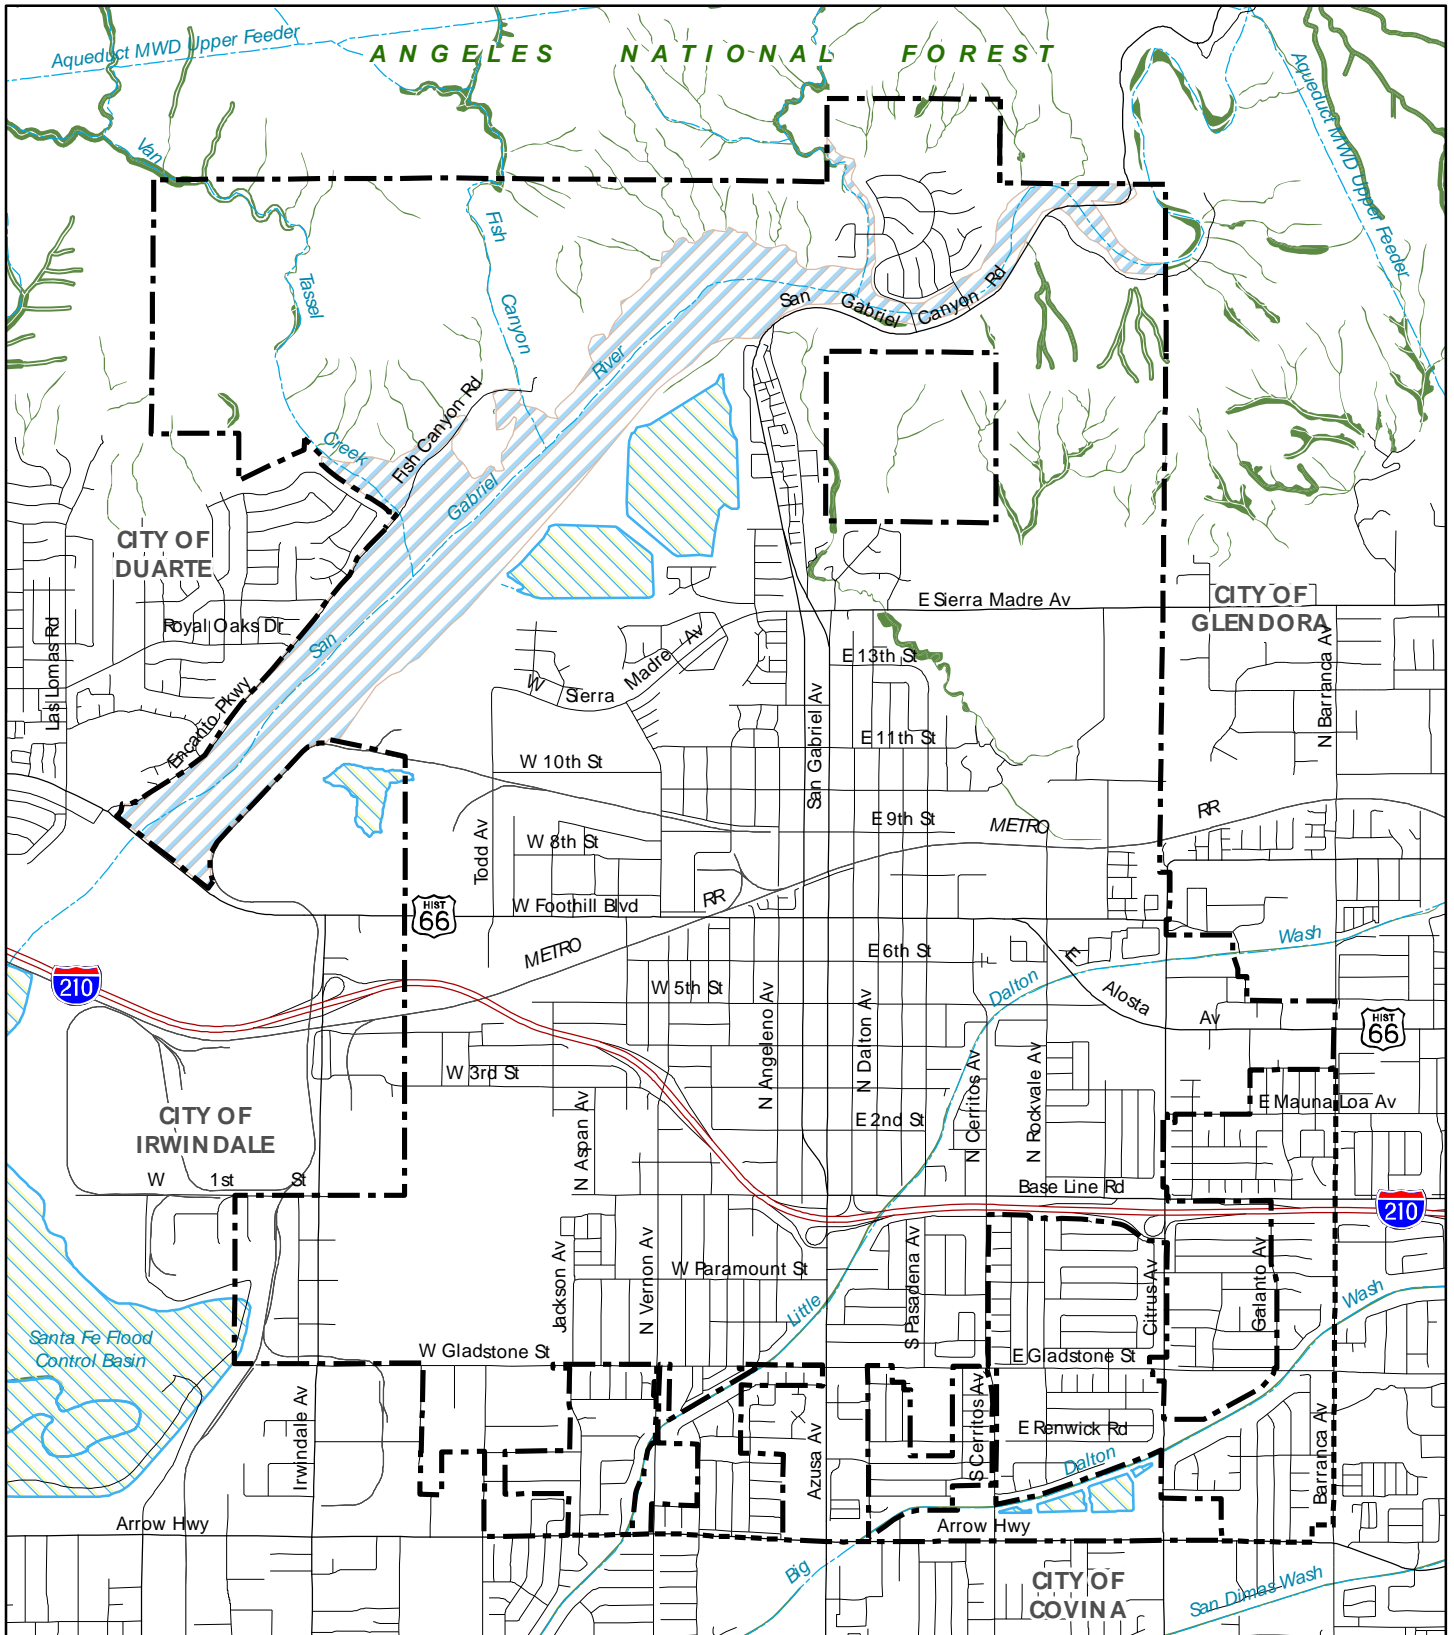 Aqueduct MWD Upper Feeder
ANGELES NATIONAL FOREST
Aqueduct MWD Upper Feeder
Van
Tassel
Creek
Fish
Canyon
San Gabriel Canyon Rd
River
Gabriel
San
Fish Canyon Rd
CITY OF
DUARTE
Royal Oaks Dr
Las Lomas Rd
Encanto Pkwy
E Sierra Madre Av
CITY OF
GLENDORA
N Barranca Av
W Sierra Madre Av
E 13th St
San Gabriel Av
E 11th St
W 10th St
E 9th St
METRO
RR
Todd Av
W 8th St
HIST
66
W Foothill Blvd
RR
METRO
E 6th St
Wash
Dalton
E Alosta Av
210
W 5th St
N Angeleno Av
N Dalton Av
HIST
66
N Cerritos Av
N Rockvale Av
W 3rd St
N Aspan Av
E 2nd St
E Mauna Loa Av
CITY OF
IRWINDALE
W 1st St
Base Line Rd
210
Jackson Av
N Vernon Av
W Paramount St
S Pasadena Av
Citrus Av
Galanto Av
Little
Wash
Santa Fe Flood
Control Basin
W Gladstone St
E Gladstone St
Irwindale Av
Azusa Av
S Cerritos Av
E Renwick Rd
Dalton
Barranca Av
Arrow Hwy
Arrow Hwy
Big
CITY OF
COVINA
San Dimas Wash